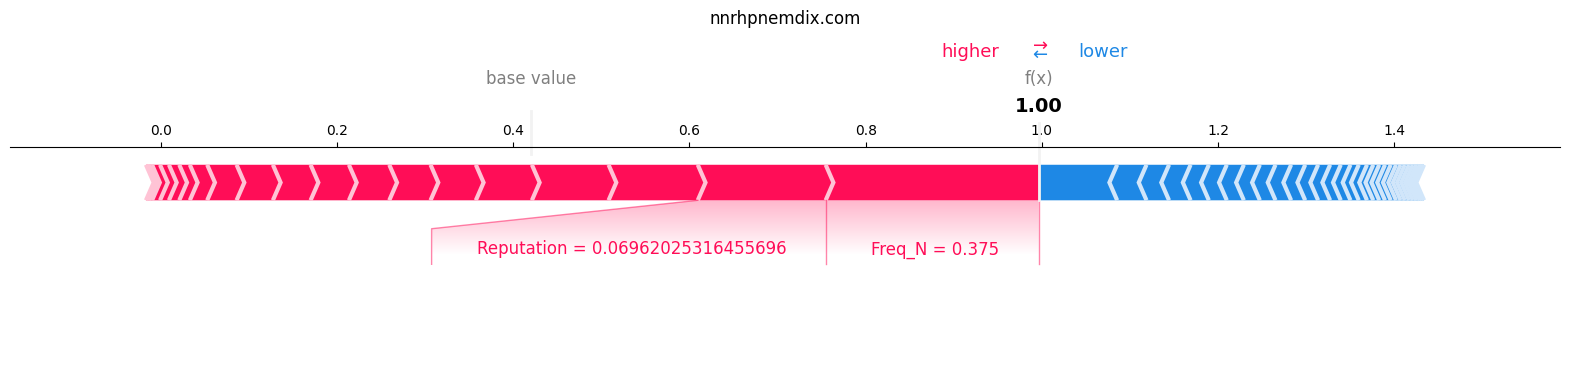 nnrhpnemdix.com
higher → ← lower
base value f(x)
1.00
0.0 0.2 0.4 0.6 0.8 1.0 1.2 1.4
Reputation = 0.06962025316455696 Freq_N = 0.375